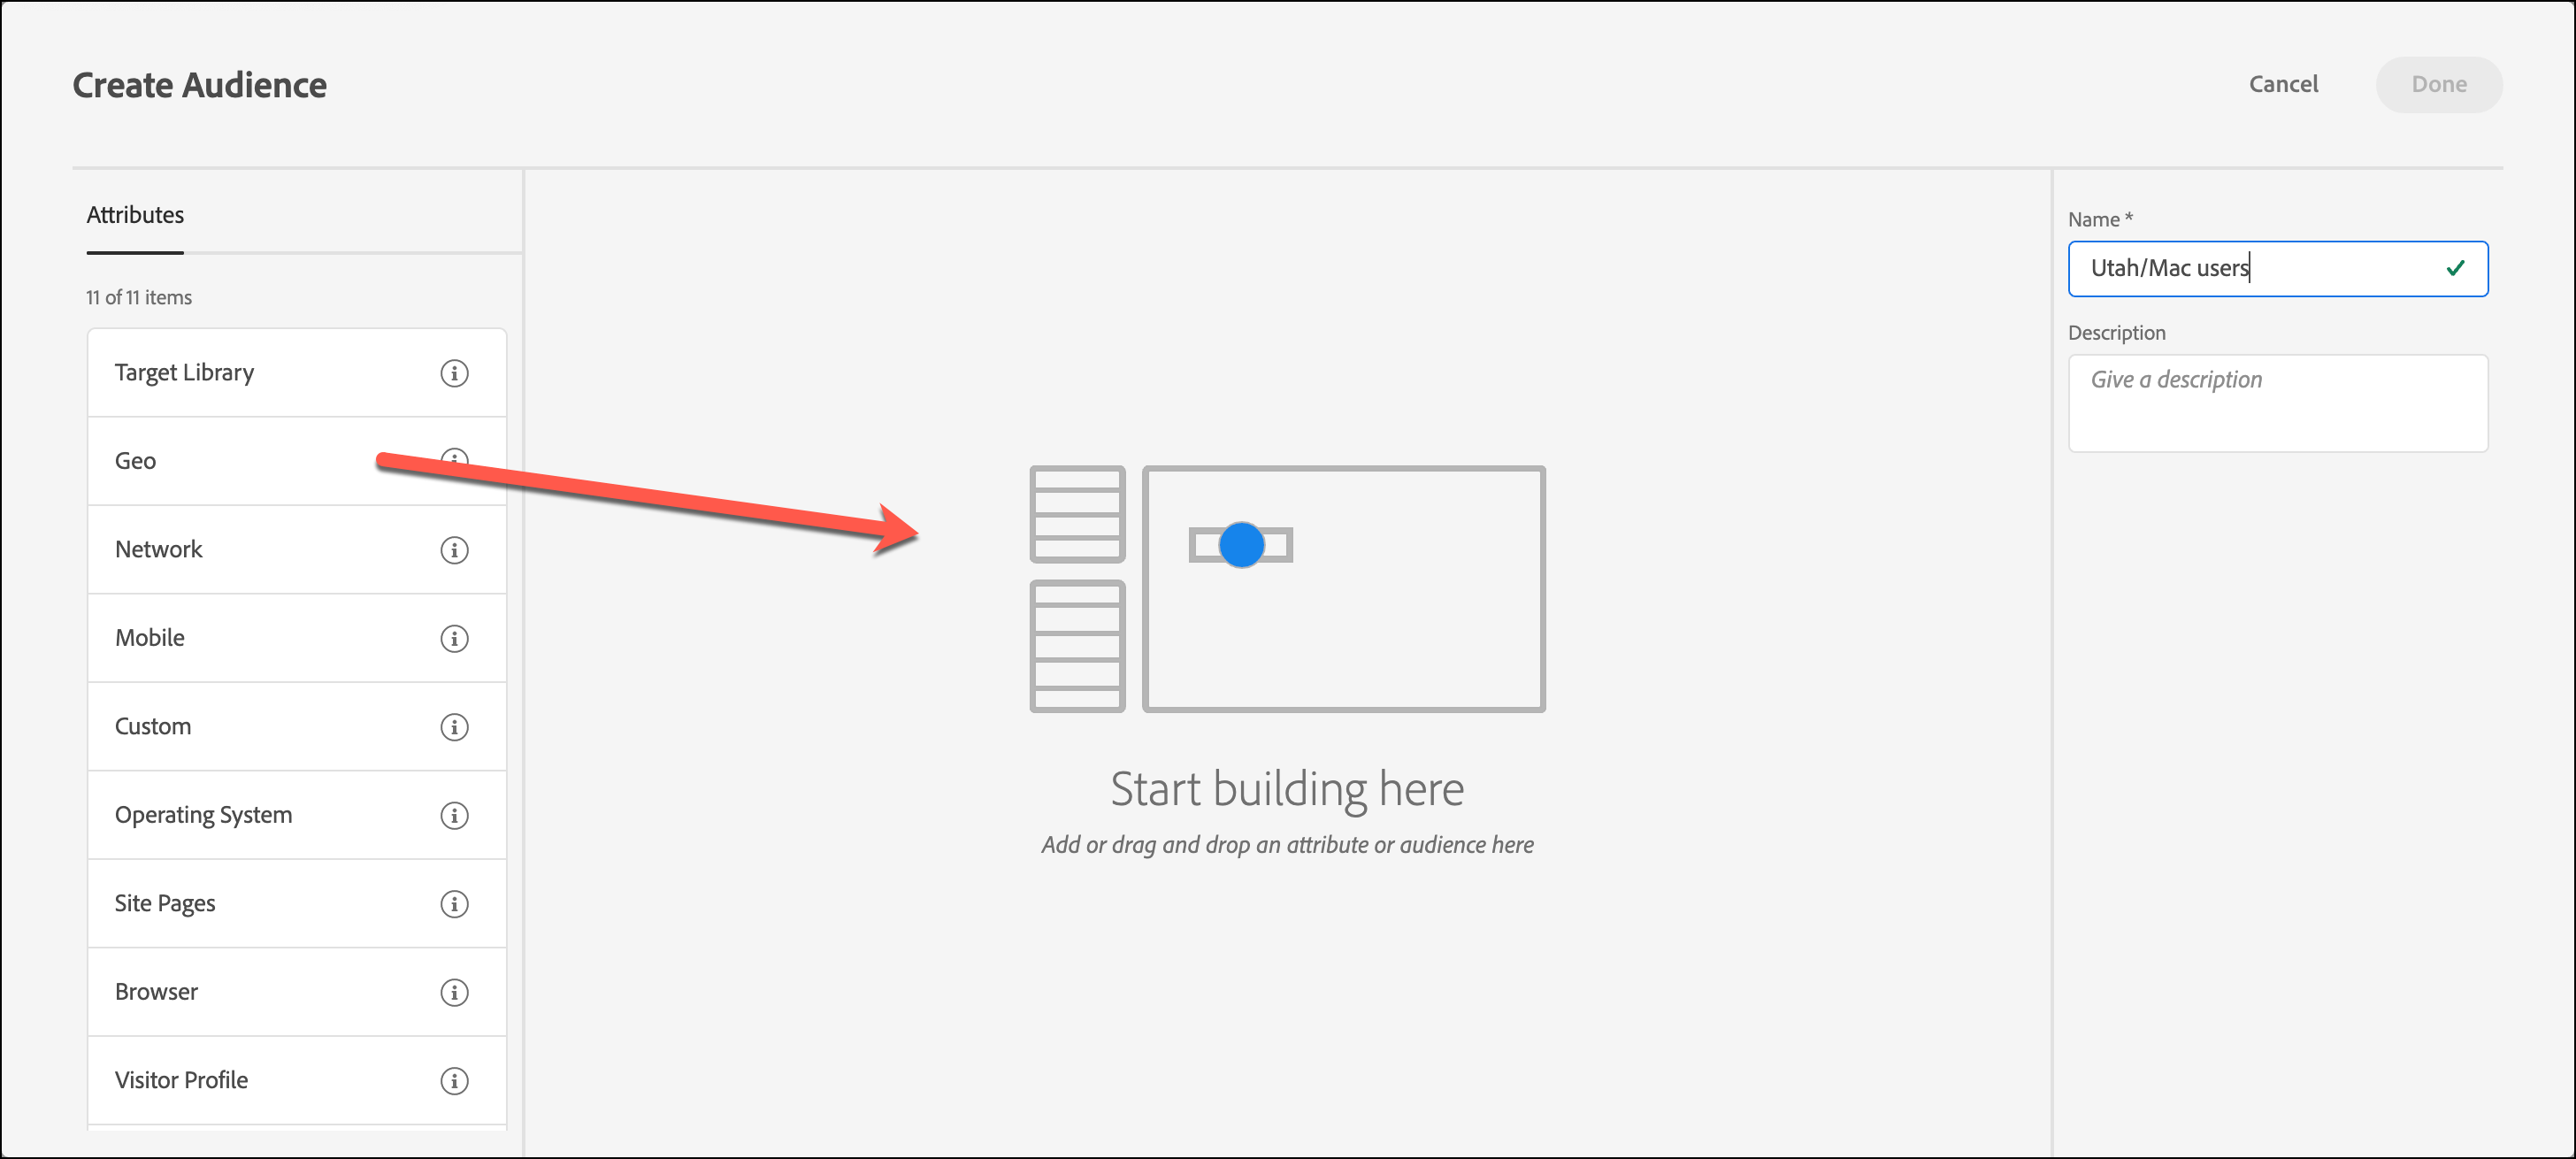 Create Audience
Cancel
Done
Attributes
11 of 11 items
Target Library
Geo
Network
Mobile
Custom
Operating System
Site Pages
Browser
Visitor Profile
Start building here
Add or drag and drop an attribute or audience here
Name *
Utah/Mac users
Description
Give a description